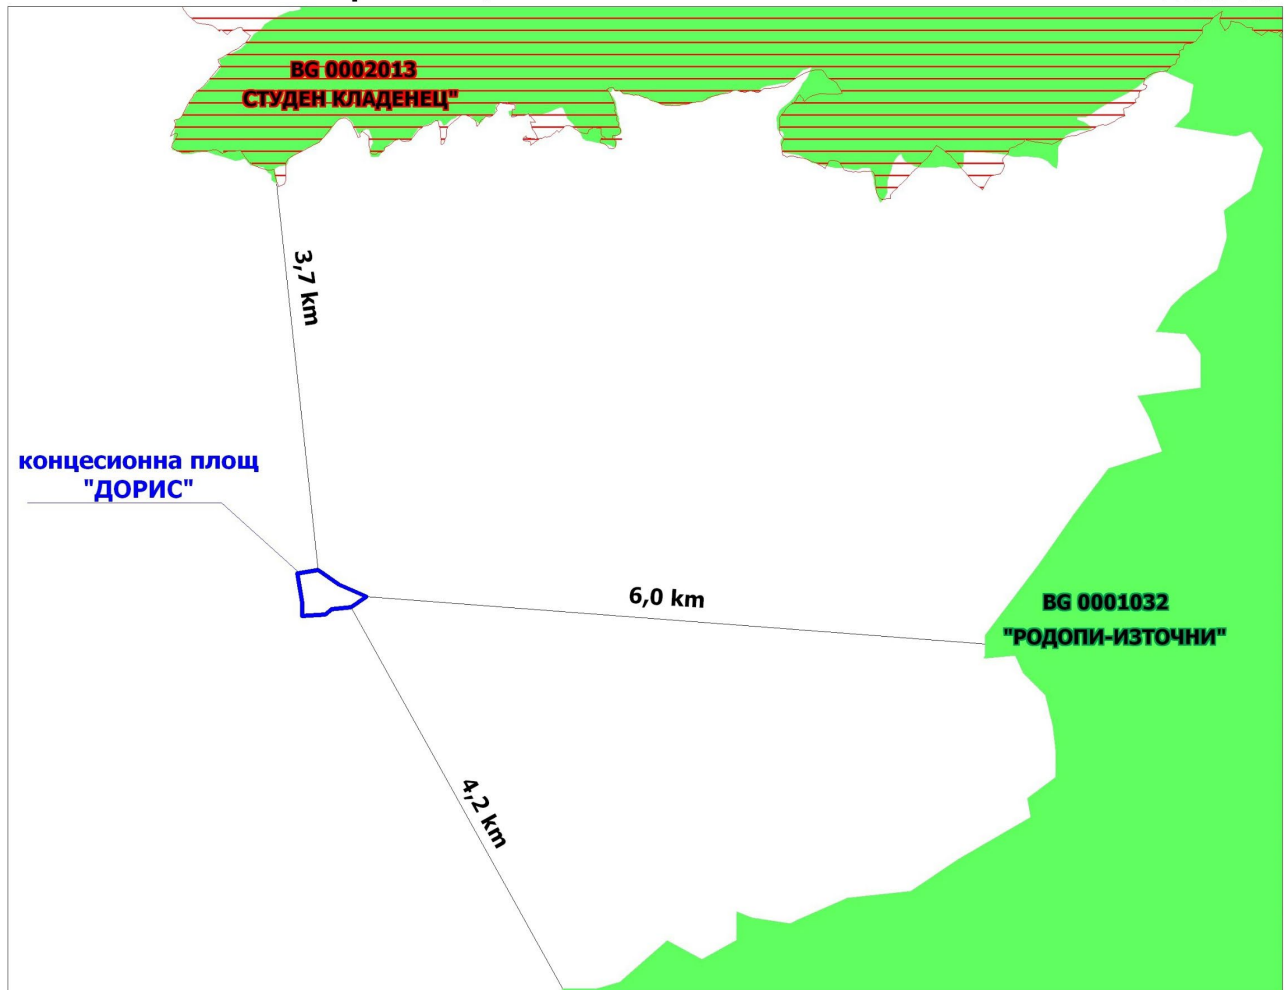 BG 0002013
СТУДЕН КЛАДЕНЕЦ"
3,7 km
концесионна площ
"ДОРИС"
6,0 km
BG 0001032
"РОДОПИ-ИЗТОЧНИ"
4,2 km